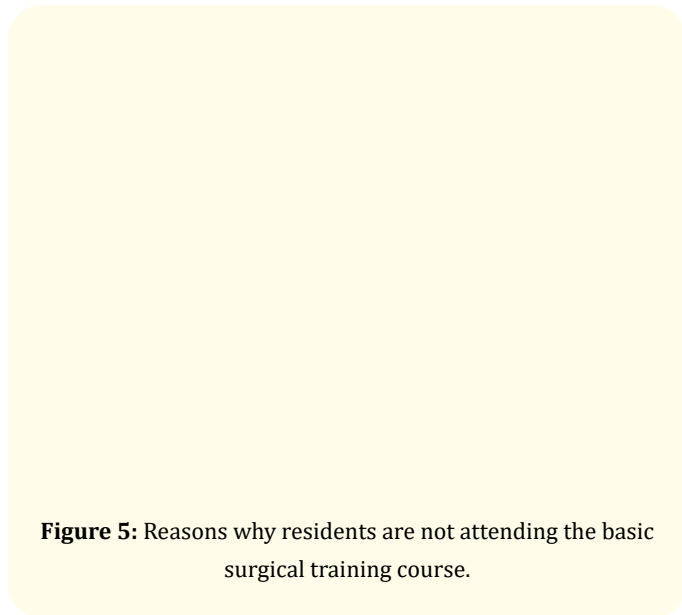 Figure 5: Reasons why residents are not attending the basic
surgical training course.